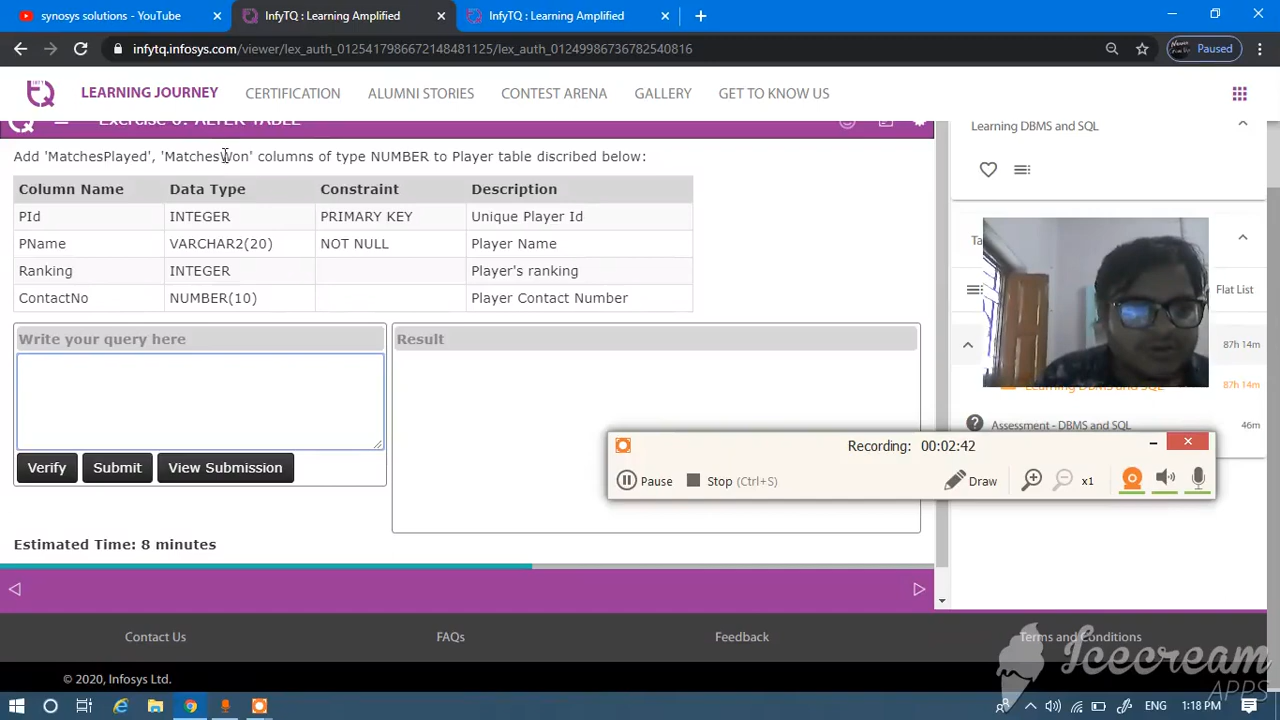 synosys solutions - YouTube
InfyTQ : Learning Amplified
InfyTQ : Learning Amplified
infytq.infosys.com/viewer/lex_auth_012541798667214848​1125/lex_auth_01249986736782540816
Paused
LEARNING JOURNEY
CERTIFICATION
ALUMNI STORIES
CONTEST ARENA
GALLERY
GET TO KNOW US
Learning DBMS and SQL
Add 'MatchesPlayed', 'MatchesWon' columns of type NUMBER to Player table discribed below:
Column Name Data Type Constraint Description
PId INTEGER PRIMARY KEY Unique Player Id
PName VARCHAR2(20) NOT NULL Player Name
Ranking INTEGER Player's ranking
ContactNo NUMBER(10) Player Contact Number
Flat List
Write your query here
Result
87h 14m
Learning DBMS and SQL
87h 14m
Assessment - DBMS and SQL
46m
Recording: 00:02:42
Pause
Stop (Ctrl+S)
Draw
x1
Verify
Submit
View Submission
Estimated Time: 8 minutes
Contact Us
FAQs
Feedback
Terms and Conditions
© 2020, Infosys Ltd.
Icecream
APPS
ENG
1:18 PM